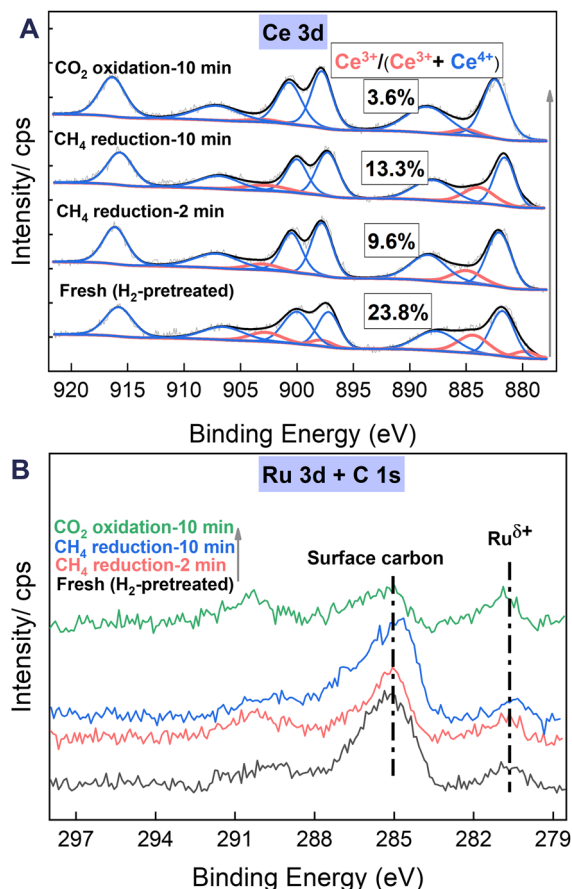 A
Ce 3d
Ce³⁺/(Ce³⁺+ Ce⁴⁺)
CO₂ oxidation-10 min
3.6%
CH₄ reduction-10 min
13.3%
CH₄ reduction-2 min
9.6%
Fresh (H₂-pretreated)
23.8%
Intensity/ cps
920 915 910 905 900 895 890 885 880
Binding Energy (eV)
B
Ru 3d + C 1s
CO₂ oxidation-10 min
CH₄ reduction-10 min
CH₄ reduction-2 min
Fresh (H₂-pretreated)
Surface carbon
Ru^δ+
Intensity/ cps
297 294 291 288 285 282 279
Binding Energy (eV)